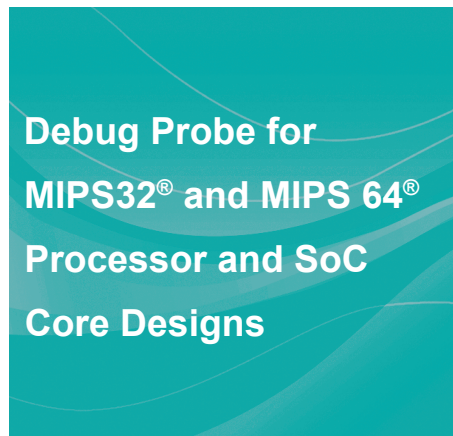 Debug Probe for
MIPS32® and MIPS 64®
Processor and SoC
Core Designs